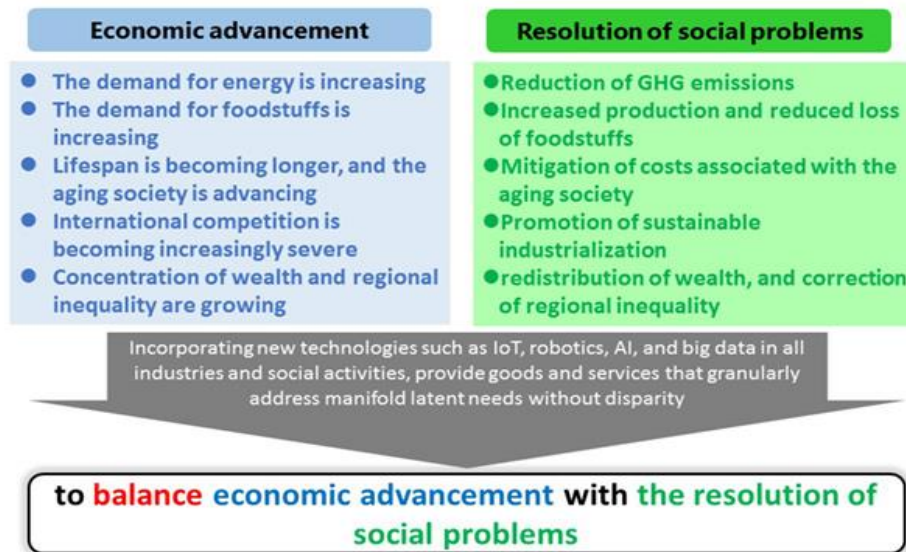 Economic advancement
● The demand for energy is increasing
● The demand for foodstuffs is
increasing
● Lifespan is becoming longer, and the
aging society is advancing
● International competition is
becoming increasingly severe
● Concentration of wealth and regional
inequality are growing
Resolution of social problems
●Reduction of GHG emissions
●Increased production and reduced loss
of foodstuffs
●Mitigation of costs associated with the
aging society
●Promotion of sustainable
industrialization
●redistribution of wealth, and correction
of regional inequality
Incorporating new technologies such as IoT, robotics, AI, and big data in all
industries and social activities, provide goods and services that granularly
address manifold latent needs without disparity
to balance economic advancement with the resolution of
social problems